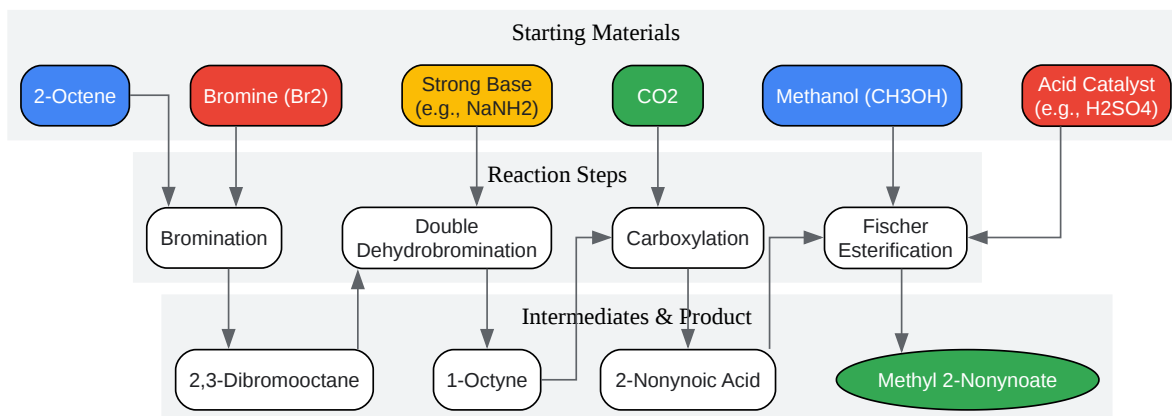 Starting Materials
2-Octene
Bromine (Br2)
Strong Base
(e.g., NaNH2)
CO2
Methanol (CH3OH)
Acid Catalyst
(e.g., H2SO4)
Reaction Steps
Bromination
Double
Dehydrobromination
Carboxylation
Fischer
Esterification
Intermediates & Product
2,3-Dibromooctane
1-Octyne
2-Nonynoic Acid
Methyl 2-Nonynoate